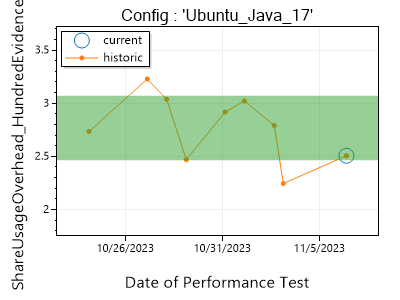 Config : 'Ubuntu_Java_17'
current
historic
3.5
3
2.5
2
ShareUsageOverhead_HundredEvidence
10/26/2023
10/31/2023
11/5/2023
Date of Performance Test